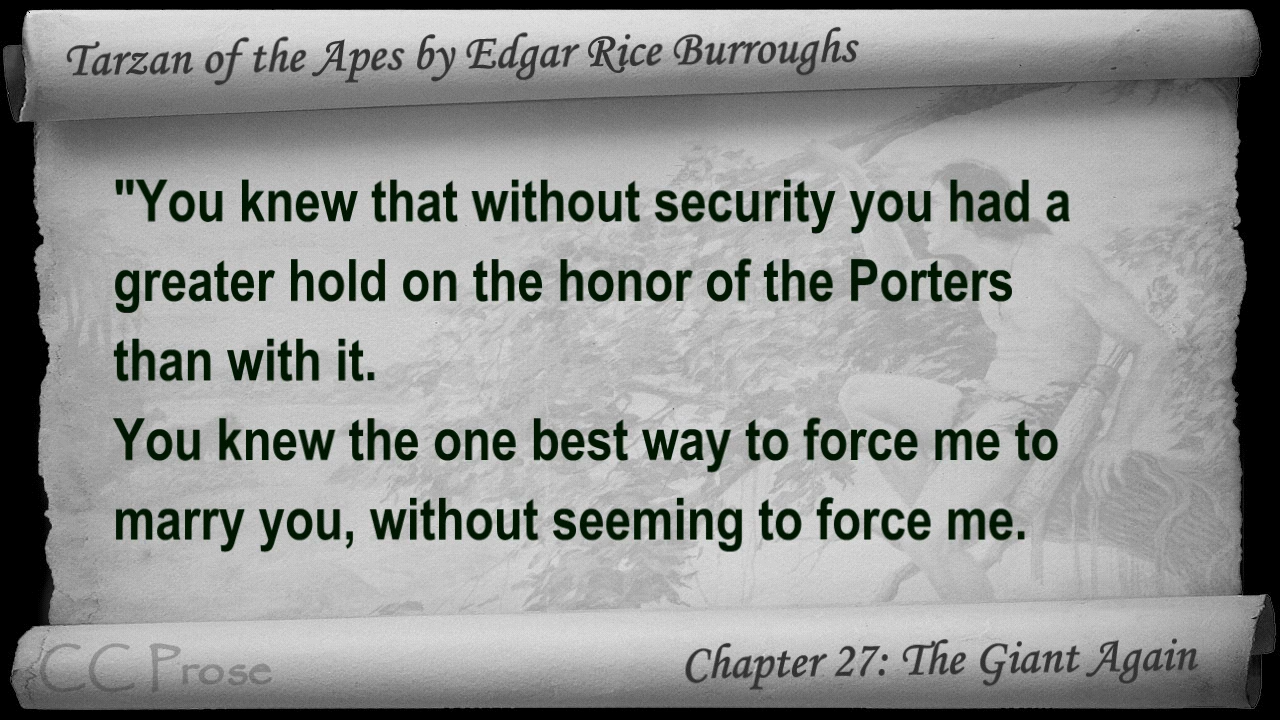 Tarzan of the Apes by Edgar Rice Burroughs
"You knew that without security you had a
greater hold on the honor of the Porters
than with it.
You knew the one best way to force me to
marry you, without seeming to force me.
CC Prose
Chapter 27: The Giant Again